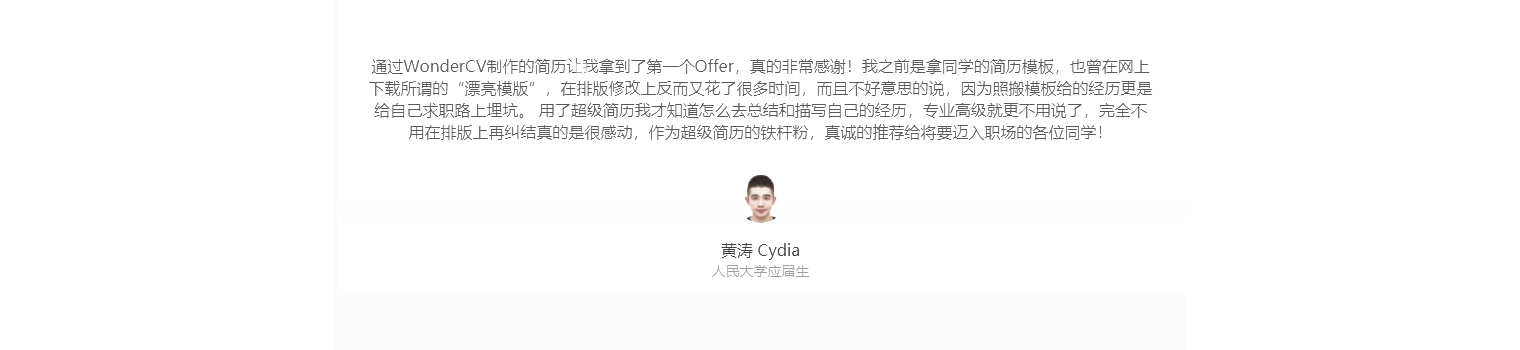 通过WonderCV制作的简历让我拿到了第一个Offer，真的非常感谢！我之前是拿同学的简历模板，也曾在网上
下载所谓的“漂亮模版”，在排版修改上反而又花了很多时间，而且不好意思的说，因为照搬模板给的经历更是
给自己求职路上埋坑。 用了超级简历我才知道怎么去总结和描写自己的经历，专业高级就更不用说了，完全不
用在排版上再纠结真的是很感动，作为超级简历的铁杆粉，真诚的推荐给将要迈入职场的各位同学！
黄涛 Cydia
人民大学应届生